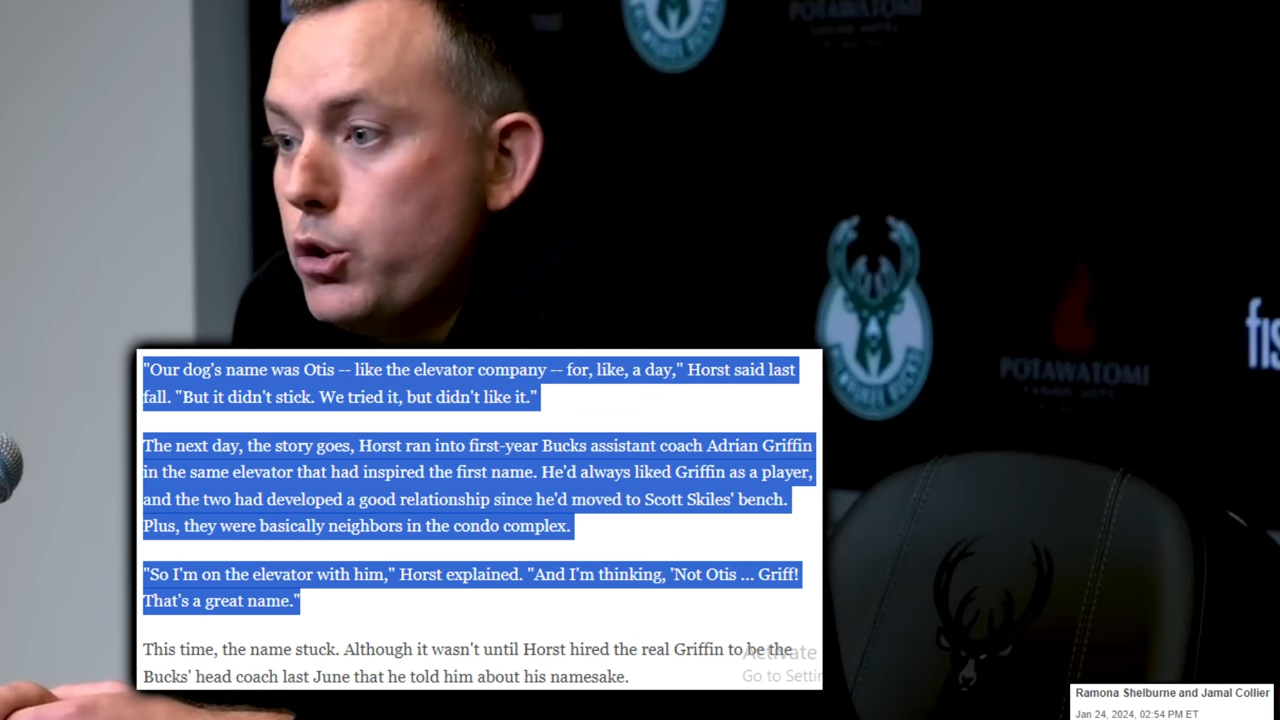 POTAWATOMI
"Our dog's name was Otis -- like the elevator company -- for, like, a day," Horst said last
fall. "But it didn't stick. We tried it, but didn't like it."
The next day, the story goes, Horst ran into first-year Bucks assistant coach Adrian Griffin
in the same elevator that had inspired the first name. He'd always liked Griffin as a player,
and the two had developed a good relationship since he'd moved to Scott Skiles' bench.
Plus, they were basically neighbors in the condo complex.
"So I'm on the elevator with him," Horst explained. "And I'm thinking, 'Not Otis ... Griff!
That's a great name."
This time, the name stuck. Although it wasn't until Horst hired the real Griffin to be the
Bucks' head coach last June that he told him about his namesake.
MILWAUKEE BUCKS
POTAWATOMI
fis
Activate
Go to Settin
Ramona Shelburne and Jamal Collier
Jan 24, 2024, 02:54 PM ET